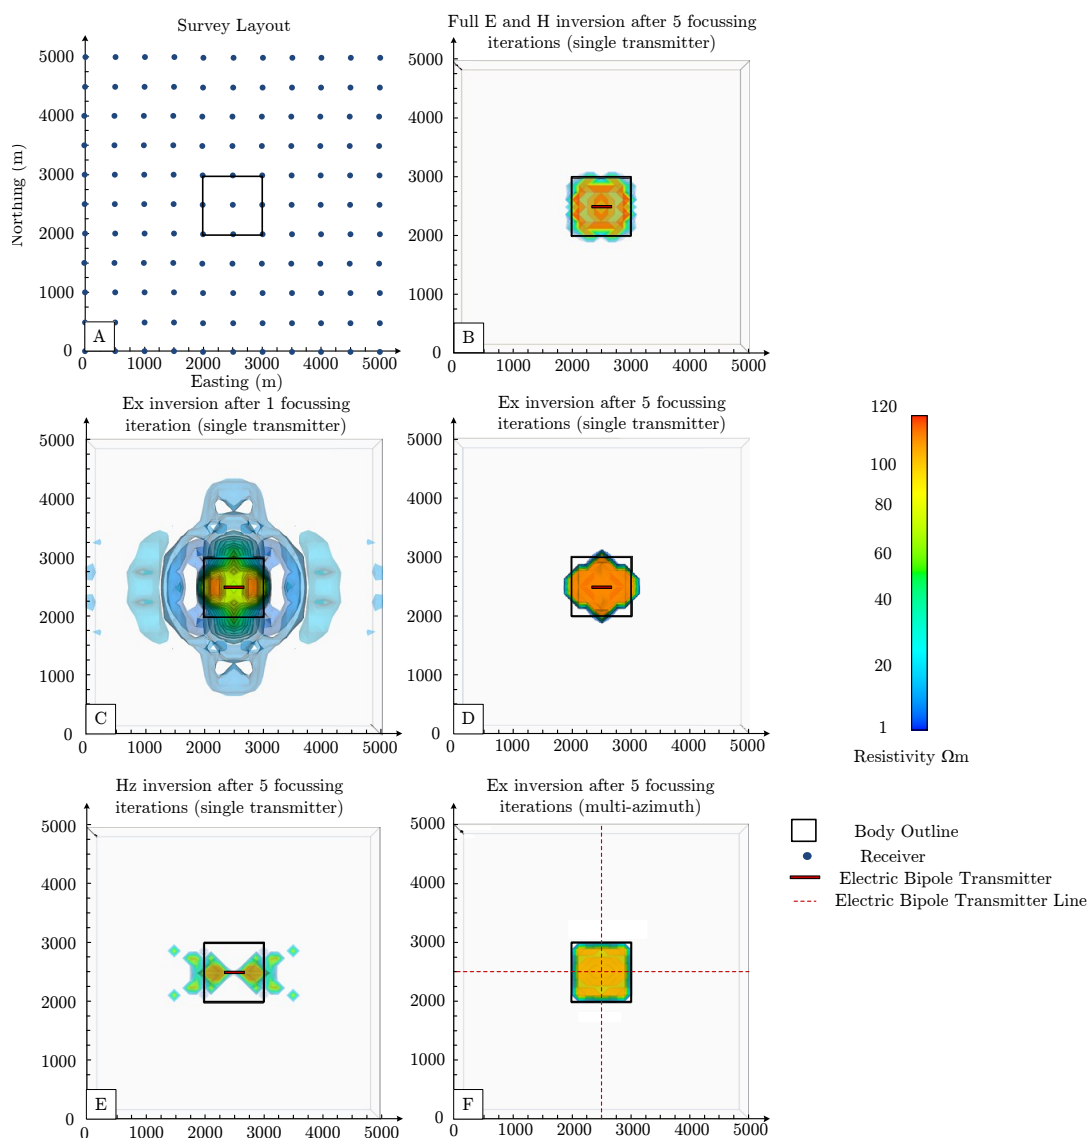 Survey Layout
5000
4000
3000
2000
1000
0
Northing (m)
A
0 1000 2000 3000 4000 5000
Easting (m)
Full E and H inversion after 5 focussing
iterations (single transmitter)
5000
4000
3000
2000
1000
0
B
0 1000 2000 3000 4000 5000
Ex inversion after 1 focussing
iteration (single transmitter)
5000
4000
3000
2000
1000
0
C
0 1000 2000 3000 4000 5000
Ex inversion after 5 focussing
iterations (single transmitter)
5000
4000
3000
2000
1000
0
D
0 1000 2000 3000 4000 5000
120
100
80
60
40
20
1
Resistivity Ωm
Hz inversion after 5 focussing
iterations (single transmitter)
5000
4000
3000
2000
1000
0
E
0 1000 2000 3000 4000 5000
Ex inversion after 5 focussing
iterations (multi-azimuth)
5000
4000
3000
2000
1000
0
F
0 1000 2000 3000 4000 5000
Body Outline
Receiver
Electric Bipole Transmitter
Electric Bipole Transmitter Line